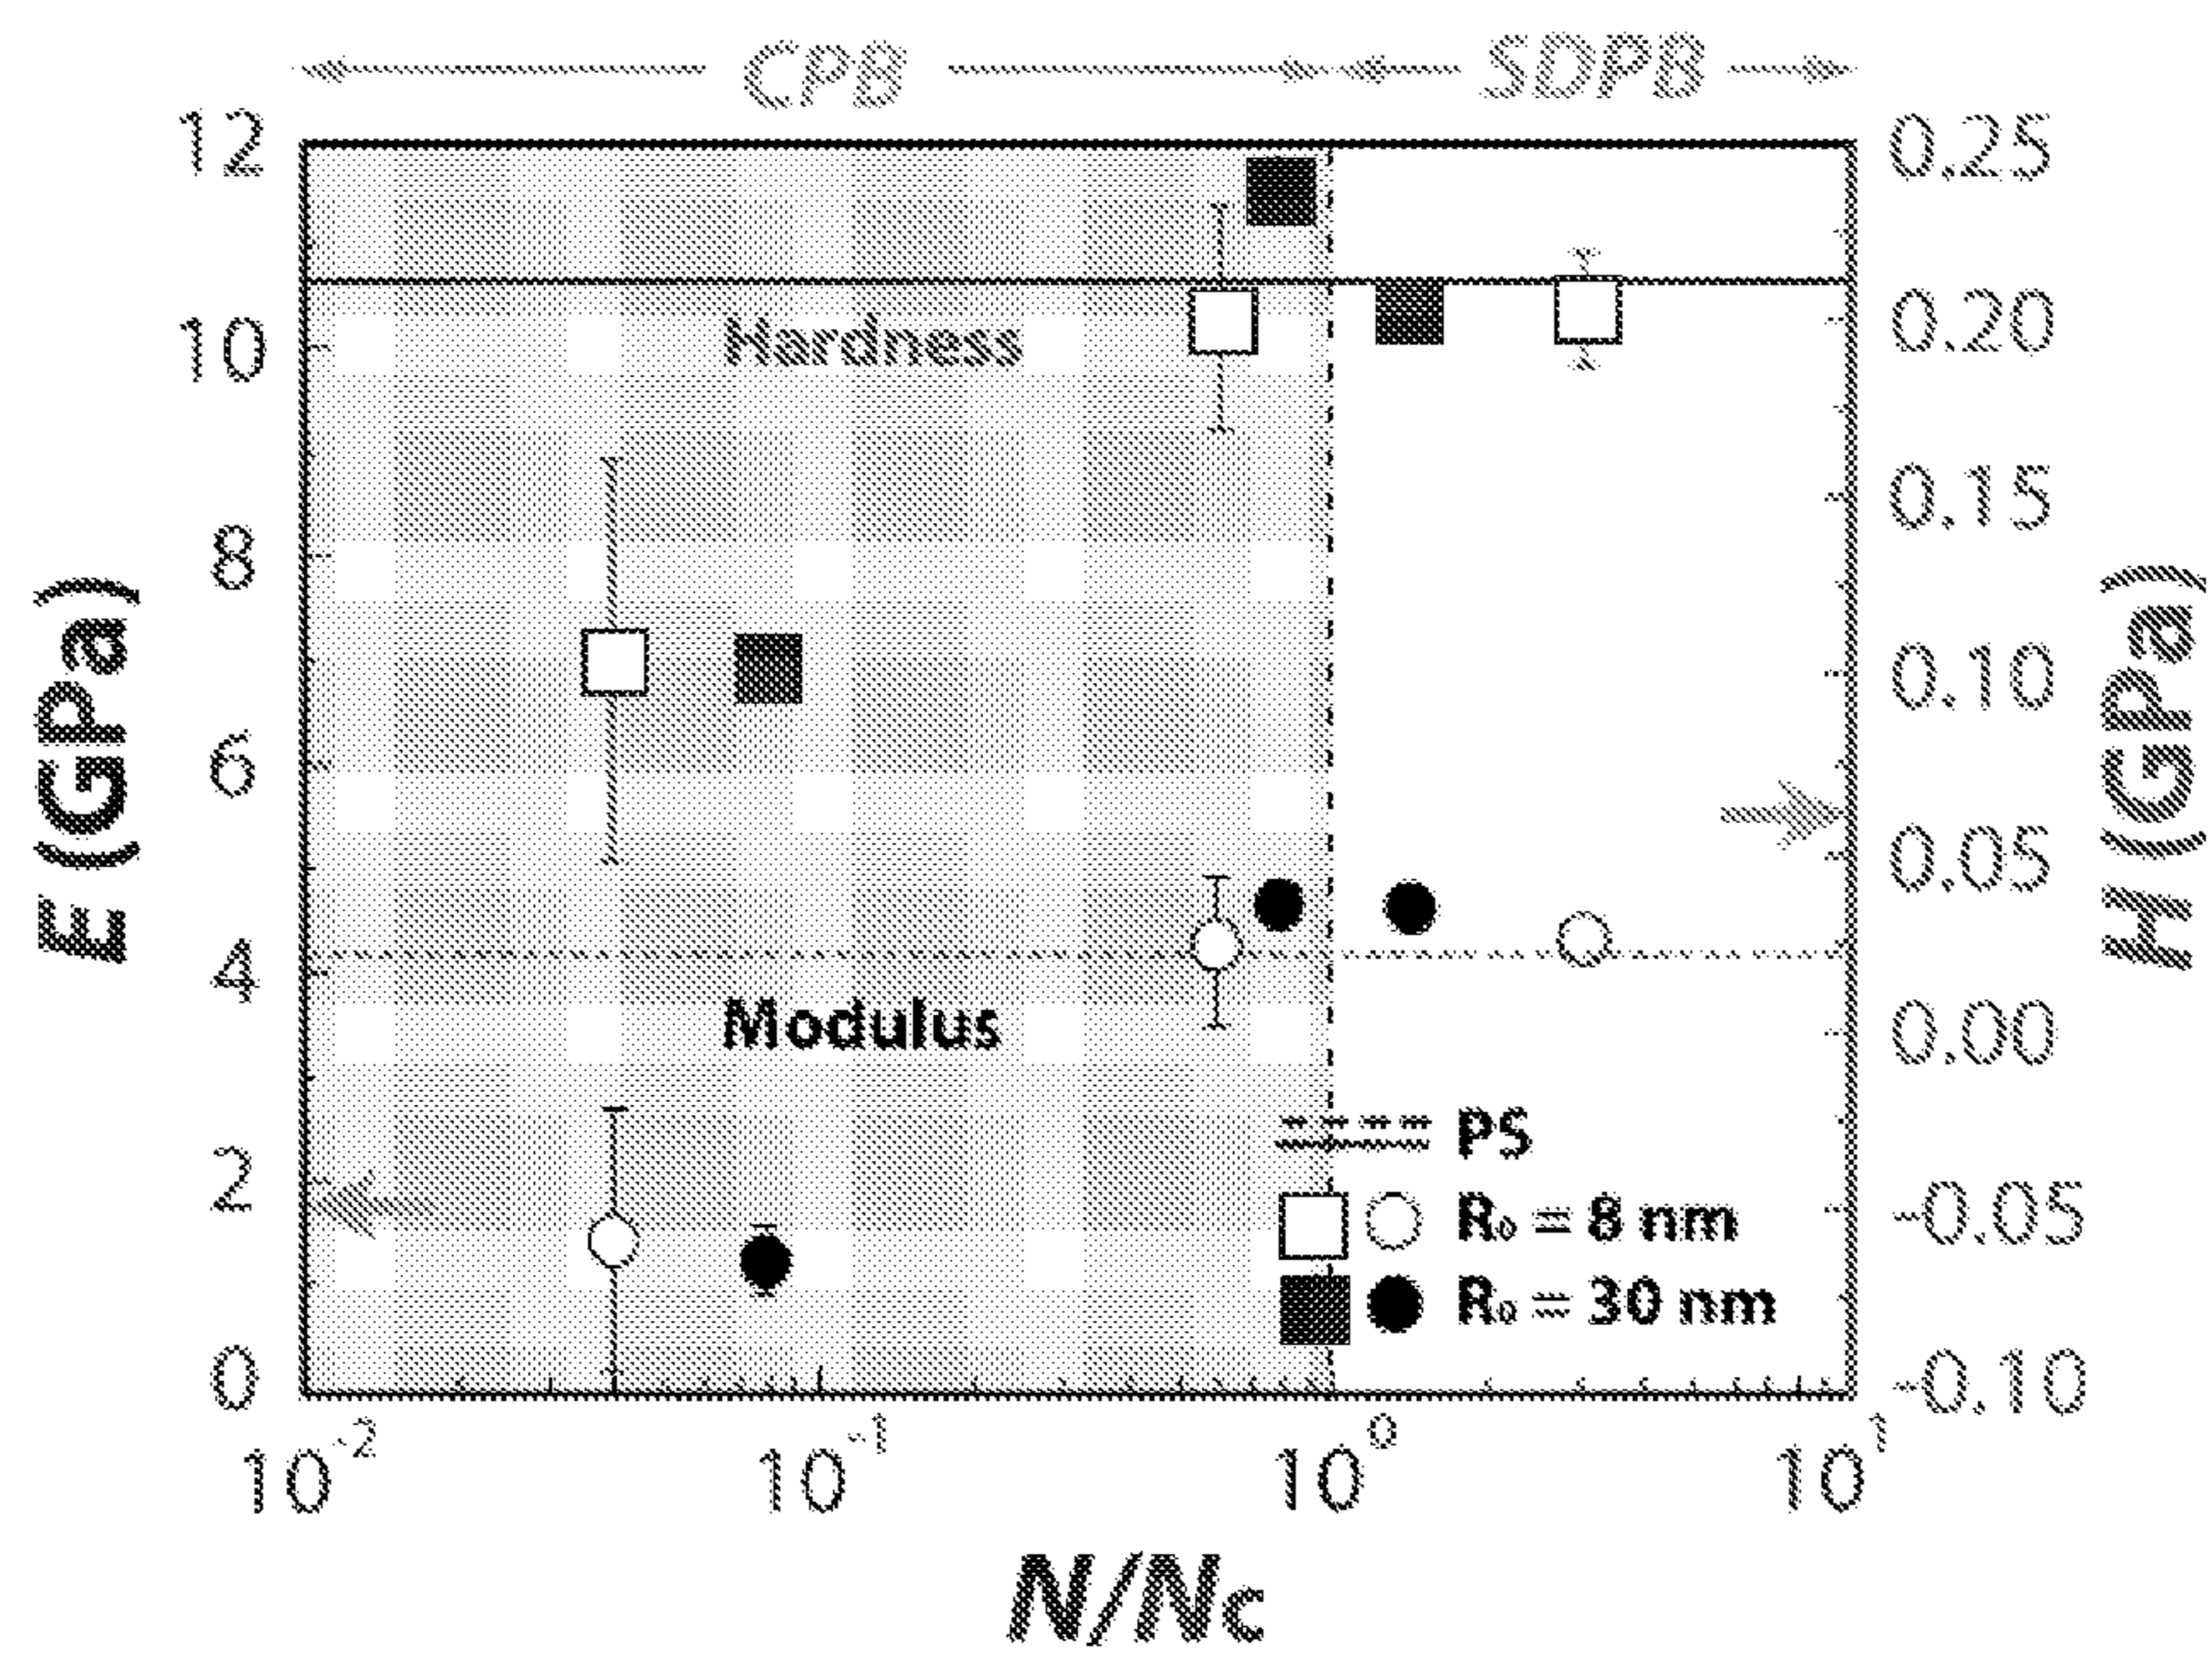 CPB SDPB
12 0.25
10 Hardness 0.20
8 0.15
6 0.10
E (GPa) H (GPa)
0.05
4
Modulus 0.00
PS
2 R₀ = 8 nm -0.05
R₀ = 30 nm
0 -0.10
10⁻² 10⁻¹ 10⁰ 10¹
N/Nc